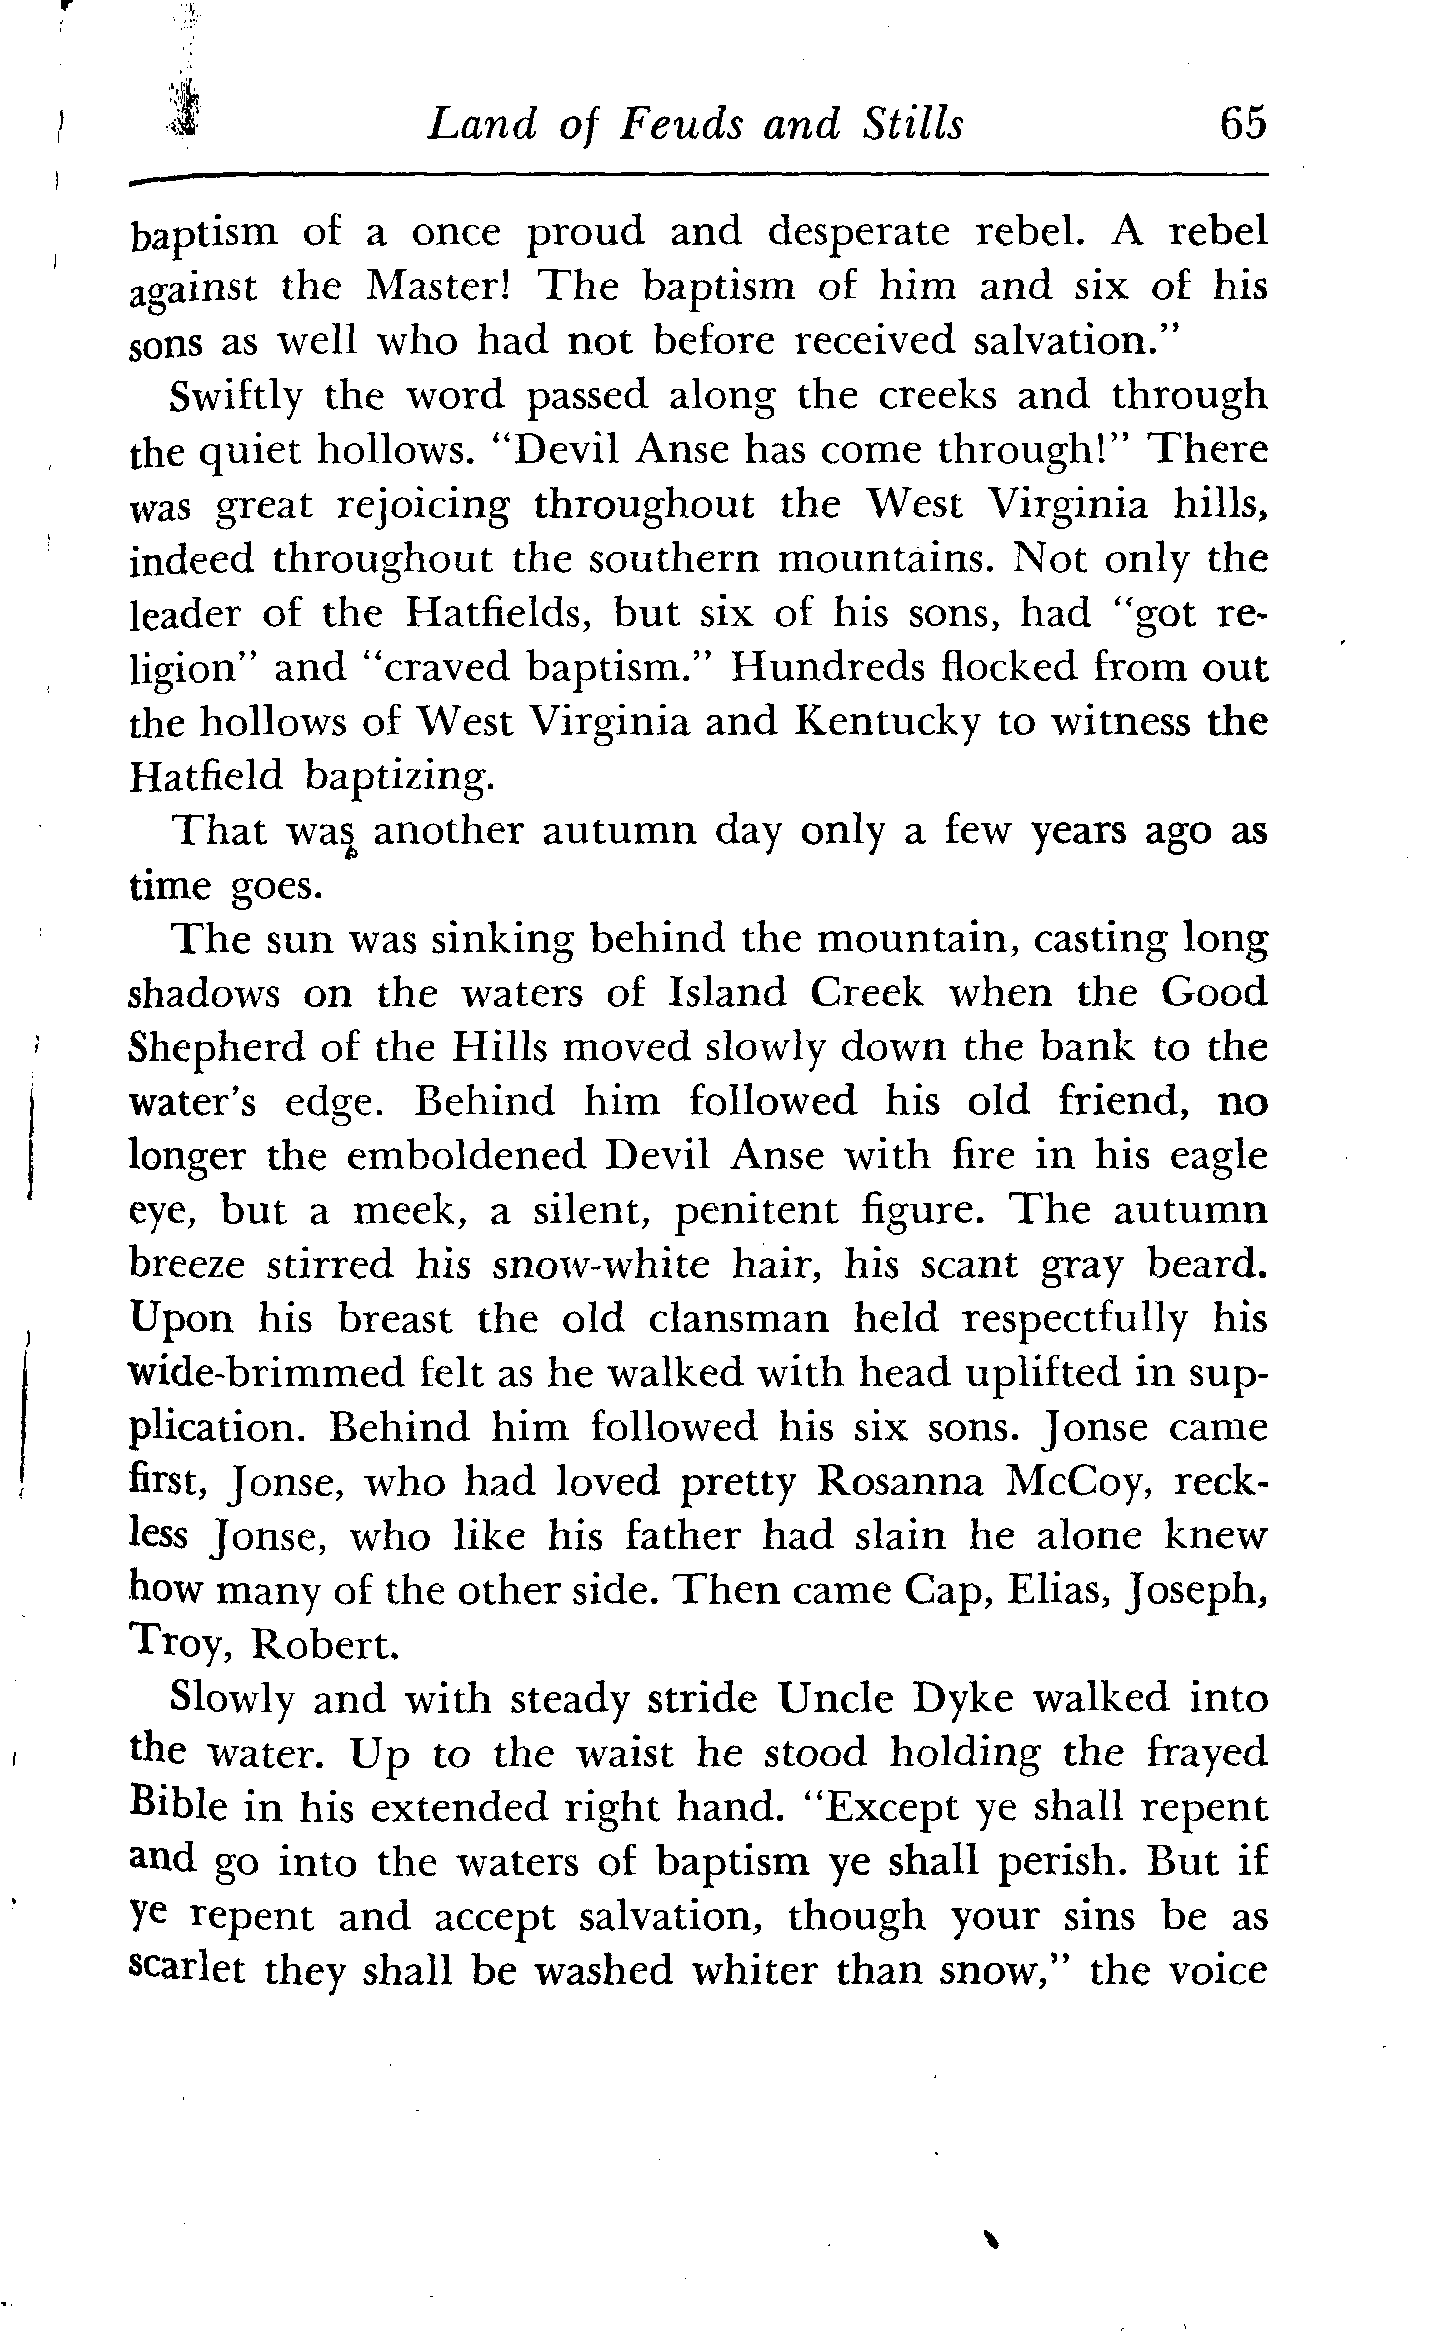 Land of Feuds and Stills 65
baptism of a once proud and desperate rebel. A rebel
against the Master! The baptism of him and six of his
sons as well who had not before received salvation."
Swiftly the word passed along the creeks and through
the quiet hollows. "Devil Anse has come through!" There
was great rejoicing throughout the West Virginia hills,
indeed throughout the southern mountains. Not only the
leader of the Hatfields, but six of his sons, had "got re-
ligion" and "craved baptism." Hundreds flocked from out
the hollows of West Virginia and Kentucky to witness the
Hatfield baptizing.
That was another autumn day only a few years ago as
time goes.
The sun was sinking behind the mountain, casting long
shadows on the waters of Island Creek when the Good
Shepherd of the Hills moved slowly down the bank to the
water's edge. Behind him followed his old friend, no
longer the emboldened Devil Anse with fire in his eagle
eye, but a meek, a silent, penitent figure. The autumn
breeze stirred his snow-white hair, his scant gray beard.
Upon his breast the old clansman held respectfully his
wide-brimmed felt as he walked with head uplifted in sup-
plication. Behind him followed his six sons. Jonse came
first, Jonse, who had loved pretty Rosanna McCoy, reck-
less Jonse, who like his father had slain he alone knew
how many of the other side. Then came Cap, Elias, Joseph,
Troy, Robert.
Slowly and with steady stride Uncle Dyke walked into
the water. Up to the waist he stood holding the frayed
Bible in his extended right hand. "Except ye shall repent
and go into the waters of baptism ye shall perish. But if
ye repent and accept salvation, though your sins be as
scarlet they shall be washed whiter than snow," the voice